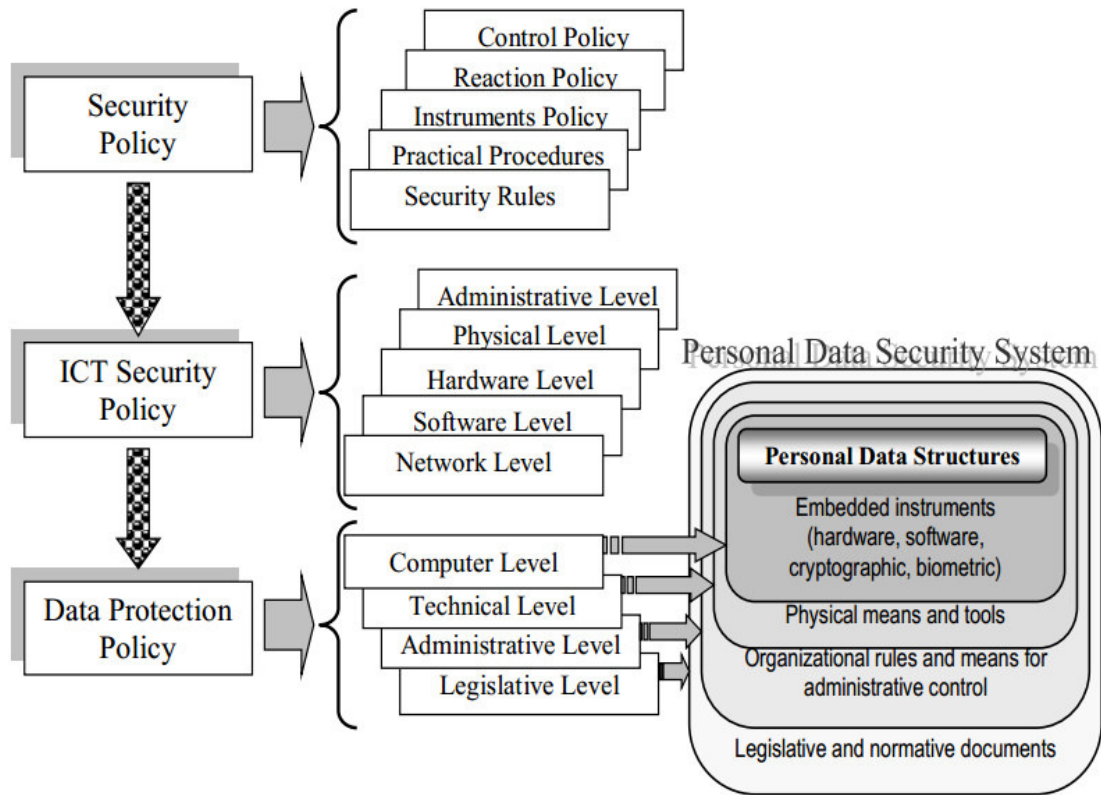 Security
Policy
Control Policy
Reaction Policy
Instruments Policy
Practical Procedures
Security Rules
ICT Security
Policy
Administrative Level
Physical Level
Hardware Level
Software Level
Network Level
Data Protection
Policy
Computer Level
Technical Level
Administrative Level
Legislative Level
Personal Data Security System
Personal Data Structures
Embedded instruments
(hardware, software,
cryptographic, biometric)
Physical means and tools
Organizational rules and means for
administrative control
Legislative and normative documents